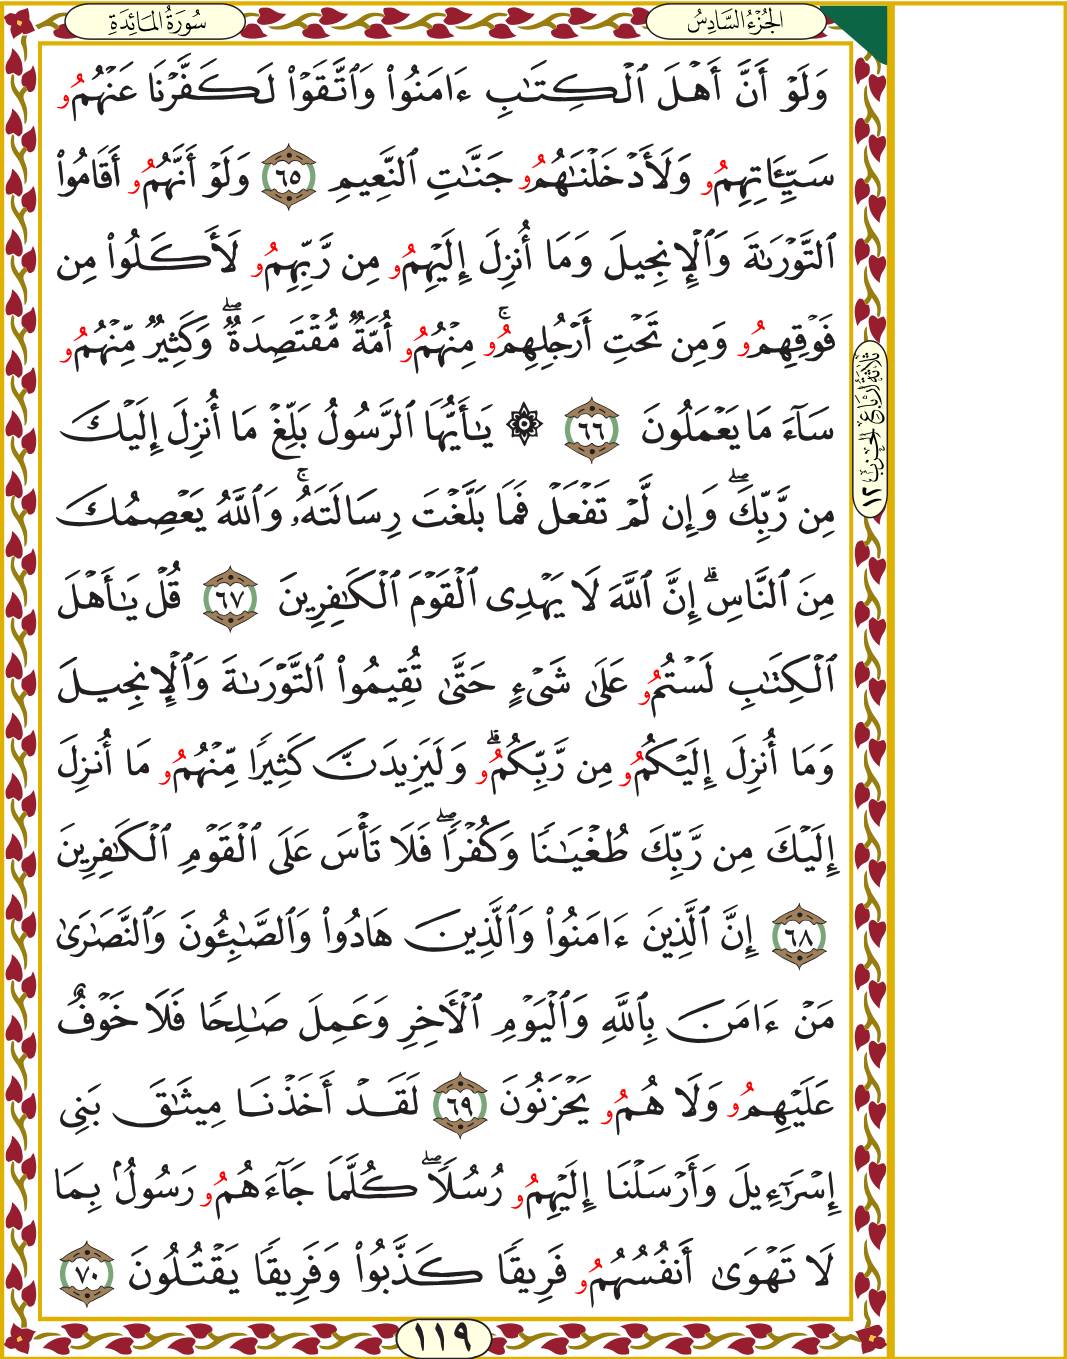 سُورَةُ المَائِدَةِ
الجُزْءُ السَّادِسُ
وَلَوۡ أَنَّ أَهۡلَ ٱلۡكِتَٰبِ ءَامَنُوا۟ وَٱتَّقَوۡا۟ لَكَفَّرۡنَا عَنۡهُمُۥ
سَيِّـَٔاتِهِمُۥ وَلَأَدۡخَلۡنَٰهُمُۥ جَنَّٰتِ ٱلنَّعِيمِ ٦٥ وَلَوۡ أَنَّهُمُۥ أَقَامُوا۟
ٱلتَّوۡرَىٰةَ وَٱلۡإِنجِيلَ وَمَا أُنزِلَ إِلَيۡهِمُۥ مِن رَّبِّهِمُۥ لَأَكَلُوا۟ مِن
فَوۡقِهِمُۥ وَمِن تَحۡتِ أَرۡجُلِهِمُۥۚ مِنۡهُمُۥ أُمَّةٌ مُّقۡتَصِدَةٌۖ وَكَثِيرٌ مِّنۡهُمُۥ
سَآءَ مَا يَعۡمَلُونَ ٦٦ ۞ يَٰأَيُّهَا ٱلرَّسُولُ بَلِّغۡ مَا أُنزِلَ إِلَيۡكَ
مِن رَّبِّكَۖ وَإِن لَّمۡ تَفۡعَلۡ فَمَا بَلَّغۡتَ رِسَالَتَهُۥۚ وَٱللَّهُ يَعۡصِمُكَ
مِنَ ٱلنَّاسِۗ إِنَّ ٱللَّهَ لَا يَهۡدِى ٱلۡقَوۡمَ ٱلۡكَٰفِرِينَ ٦٧ قُلۡ يَٰأَهۡلَ
ٱلۡكِتَٰبِ لَسۡتُمُۥ عَلَىٰ شَىۡءٍ حَتَّىٰ تُقِيمُوا۟ ٱلتَّوۡرَىٰةَ وَٱلۡإِنجِيلَ
وَمَا أُنزِلَ إِلَيۡكُمُۥ مِن رَّبِّكُمُۥۗ وَلَيَزِيدَنَّ كَثِيرًا مِّنۡهُمُۥ مَا أُنزِلَ
إِلَيۡكَ مِن رَّبِّكَ طُغۡيَٰنًا وَكُفۡرًاۖ فَلَا تَأۡسَ عَلَى ٱلۡقَوۡمِ ٱلۡكَٰفِرِينَ
٦٨ إِنَّ ٱلَّذِينَ ءَامَنُوا۟ وَٱلَّذِينَ هَادُوا۟ وَٱلصَّٰبِـُٔونَ وَٱلنَّصَٰرَىٰ
مَنۡ ءَامَنَ بِٱللَّهِ وَٱلۡيَوۡمِ ٱلۡأٓخِرِ وَعَمِلَ صَٰلِحًا فَلَا خَوۡفٌ
عَلَيۡهِمُۥ وَلَا هُمُۥ يَحۡزَنُونَ ٦٩ لَقَدۡ أَخَذۡنَا مِيثَٰقَ بَنِى
إِسۡرَٰٓءِيلَ وَأَرۡسَلۡنَا إِلَيۡهِمُۥ رُسُلًاۖ كُلَّمَا جَآءَهُمُۥ رَسُولُۢ بِمَا
لَا تَهۡوَىٰ أَنفُسُهُمُۥ فَرِيقًا كَذَّبُوا۟ وَفَرِيقًا يَقۡتُلُونَ ٧٠
ثَلَاثَةُ أَرْبَاعِ الْحِزْبِ ١٢
١١٩